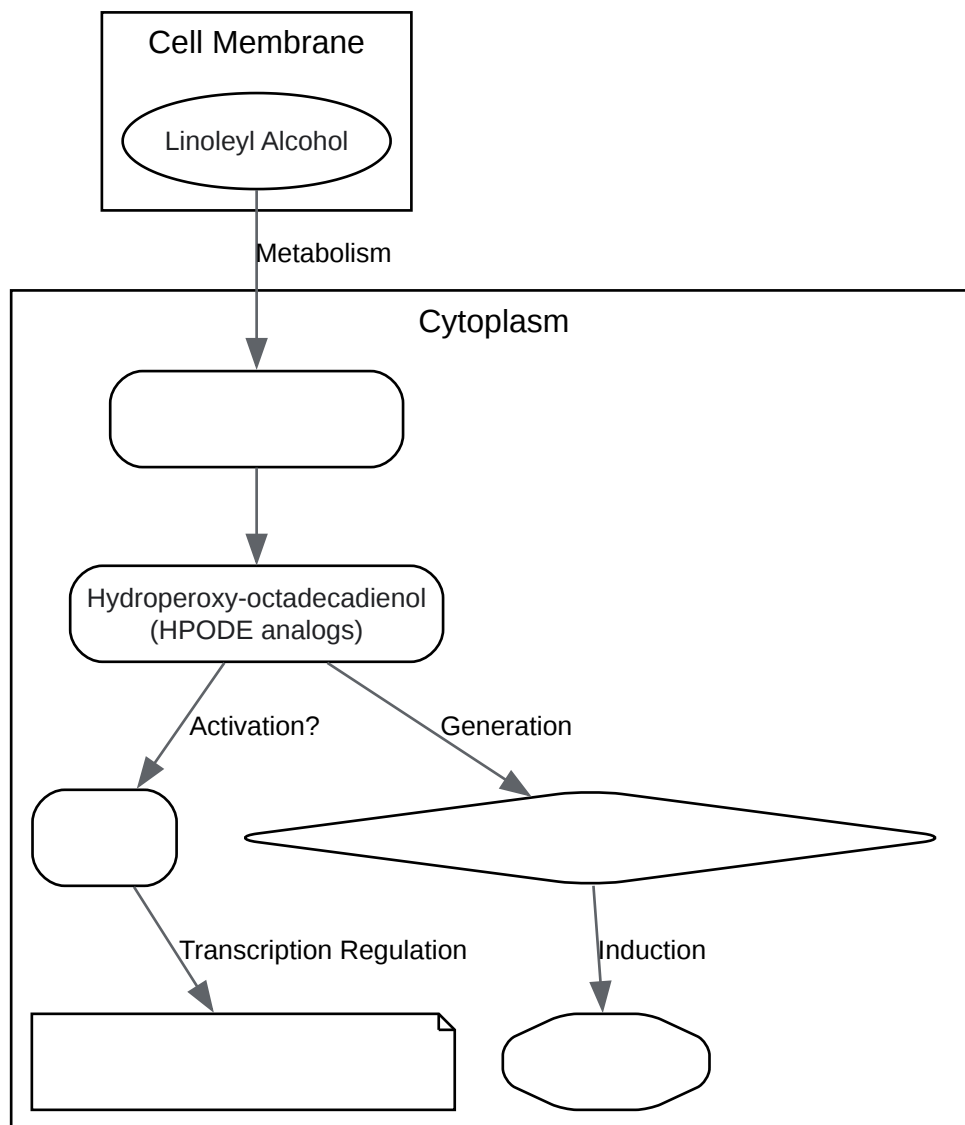 Cell Membrane
Linoleyl Alcohol
Metabolism
Cytoplasm
Hydroperoxy-octadecadienol
(HPODE analogs)
Activation?
Generation
Transcription Regulation
Induction